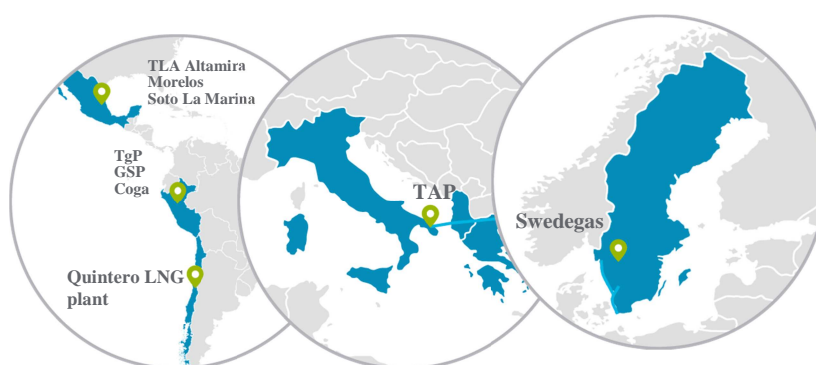 TLA Altamira
Morelos
Soto La Marina
TgP
GSP
Coga
Quintero LNG
plant
TAP
Swedegas